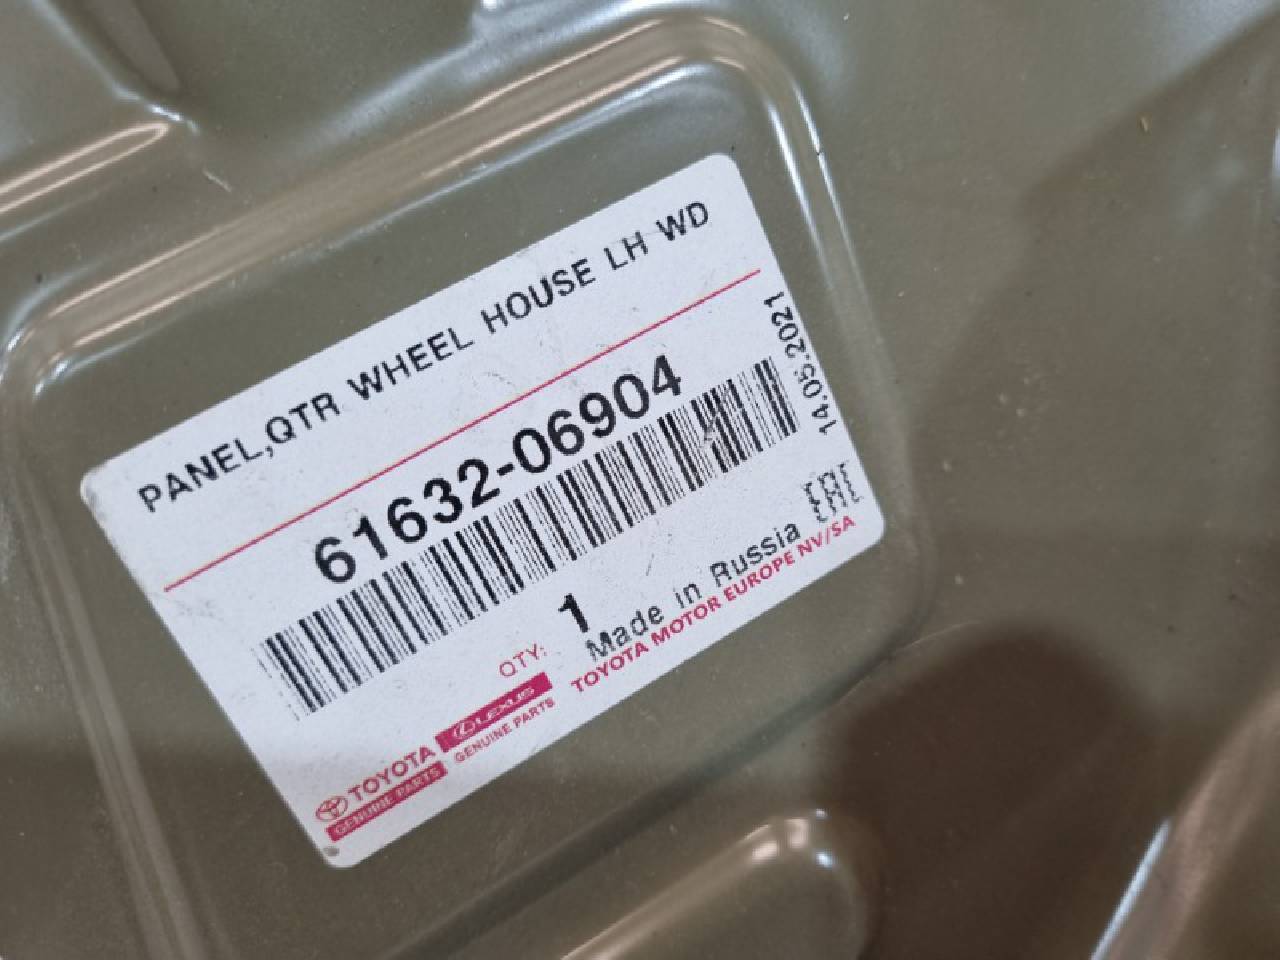 PANEL,QTR WHEEL HOUSE LH WD
61632-06904
14.05.2021
QTY: 1
Made in Russia EAC
TOYOTA MOTOR EUROPE NV/SA
TOYOTA
GENUINE PARTS
LEXUS
GENUINE PARTS